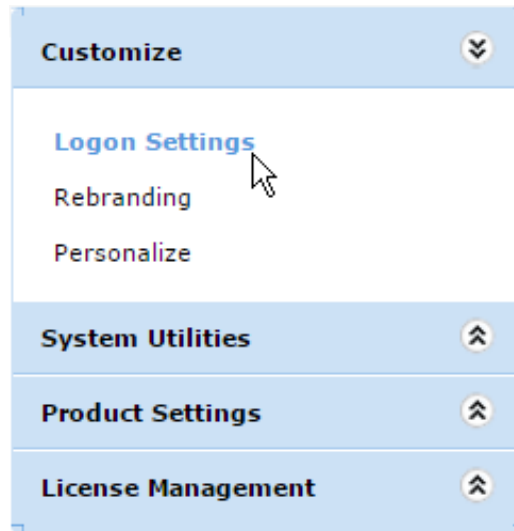 Customize
Logon Settings
Rebranding
Personalize
System Utilities
Product Settings
License Management